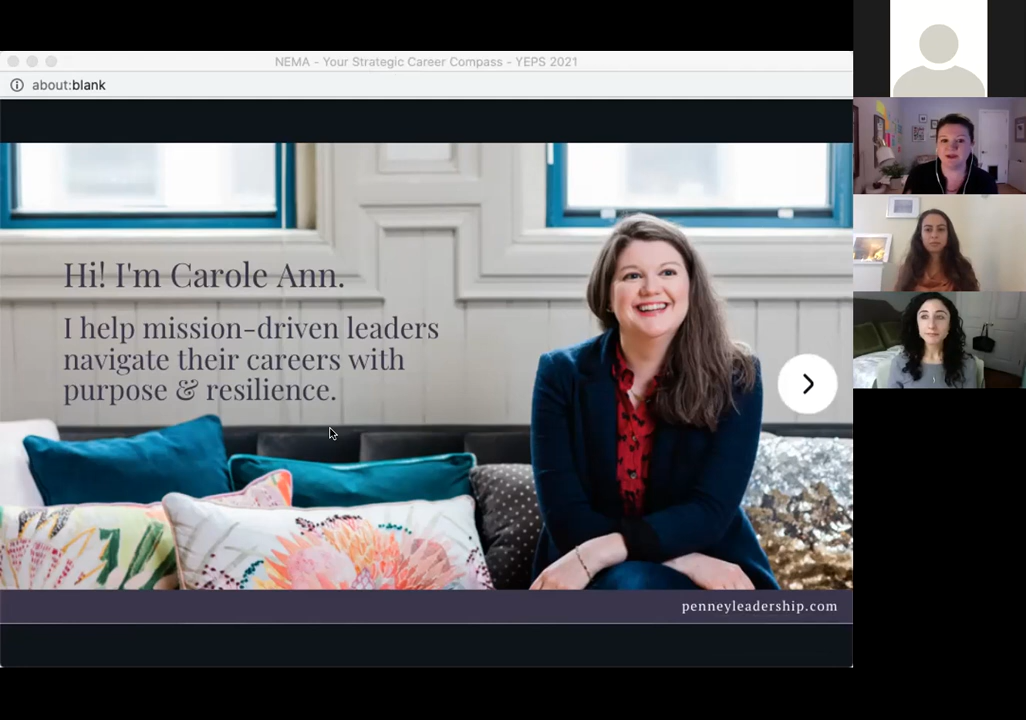 NEMA - Your Strategic Career Compass - YEPS 2021
about:blank
Hi! I'm Carole Ann.
I help mission-driven leaders
navigate their careers with
purpose & resilience.
penneyleadership.com